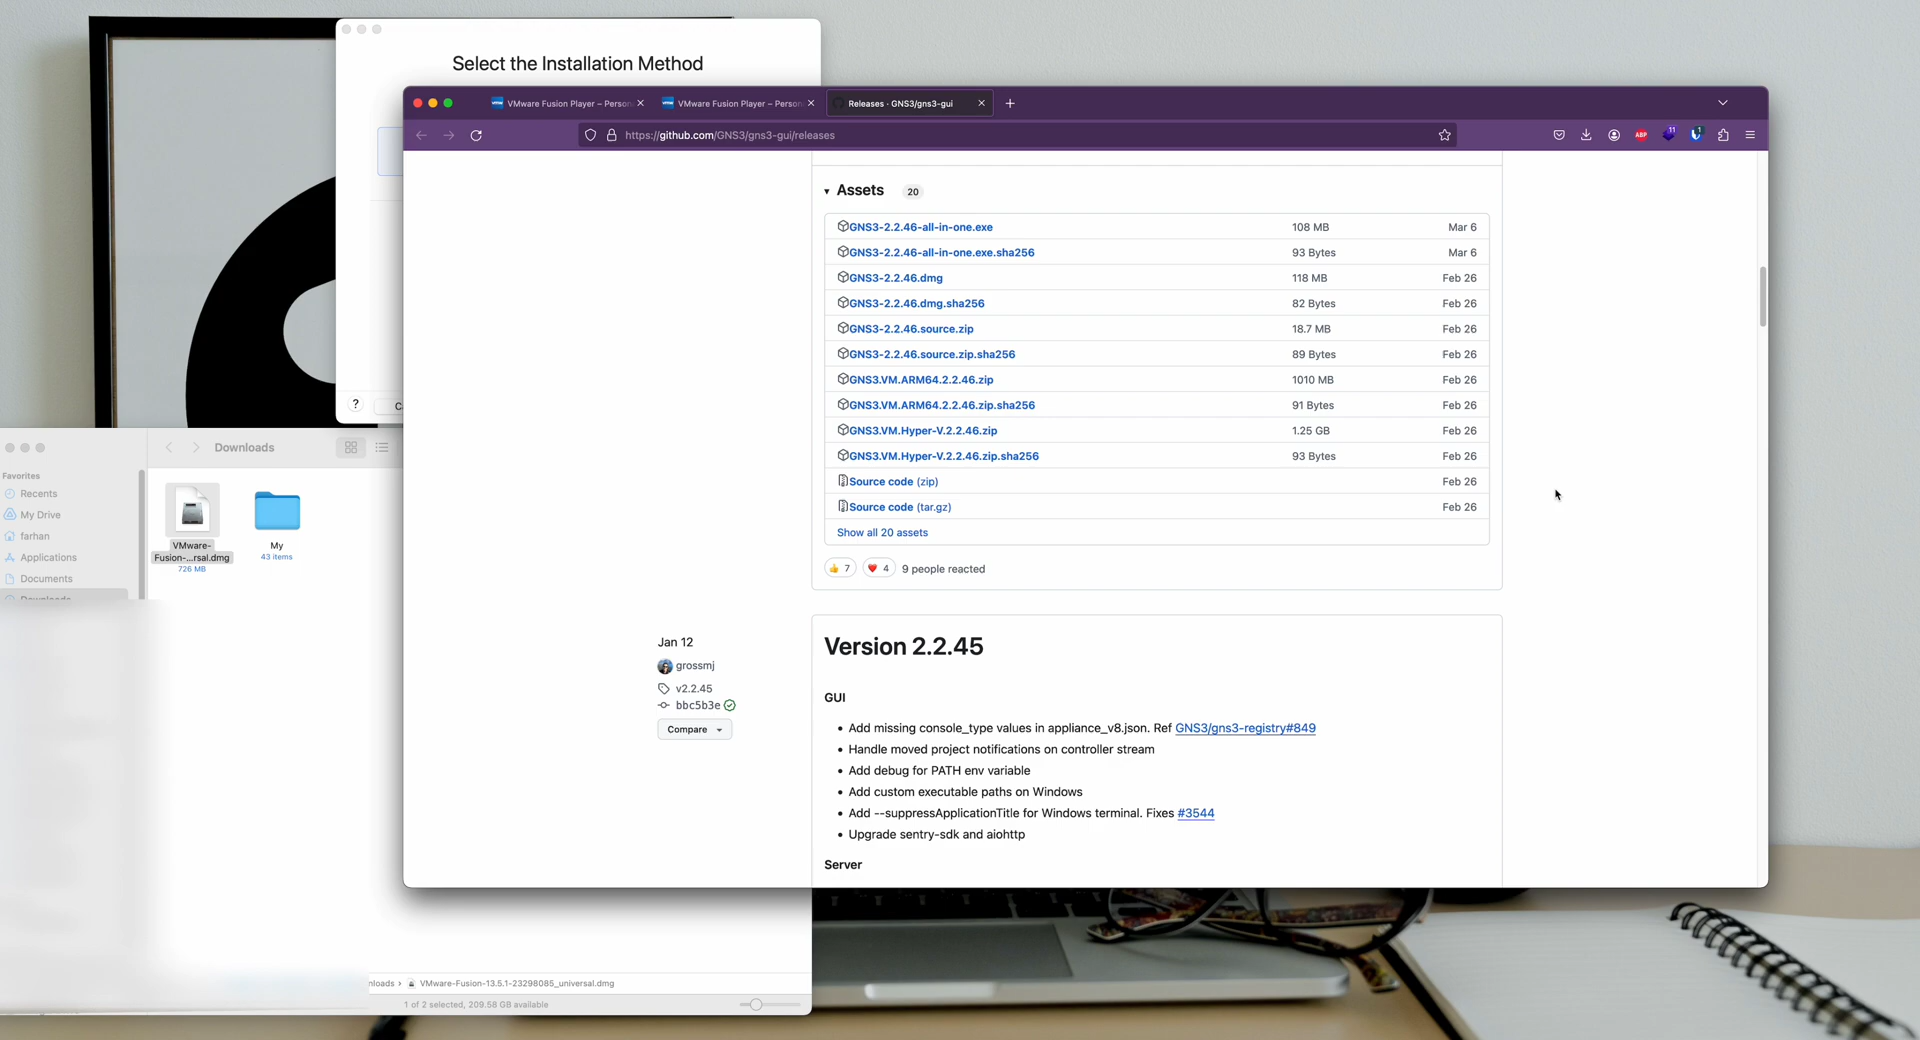 Select the Installation Method
? C
VMware Fusion Player – Person
VMware Fusion Player – Person
Releases · GNS3/gns3-gui
https://github.com/GNS3/gns3-gui/releases
ABP
11
1
Assets 20
GNS3-2.2.46-all-in-one.exe 108 MB Mar 6
GNS3-2.2.46-all-in-one.exe.sha256 93 Bytes Mar 6
GNS3-2.2.46.dmg 118 MB Feb 26
GNS3-2.2.46.dmg.sha256 82 Bytes Feb 26
GNS3-2.2.46.source.zip 18.7 MB Feb 26
GNS3-2.2.46.source.zip.sha256 89 Bytes Feb 26
GNS3.VM.ARM64.2.2.46.zip 1010 MB Feb 26
GNS3.VM.ARM64.2.2.46.zip.sha256 91 Bytes Feb 26
GNS3.VM.Hyper-V.2.2.46.zip 1.25 GB Feb 26
GNS3.VM.Hyper-V.2.2.46.zip.sha256 93 Bytes Feb 26
Source code (zip) Feb 26
Source code (tar.gz) Feb 26
Show all 20 assets
👍 7 ❤️ 4 9 people reacted
Jan 12
grossmj
v2.2.45
bbc5b3e
Compare
Version 2.2.45
GUI
• Add missing console_type values in appliance_v8.json. Ref GNS3/gns3-registry#849
• Handle moved project notifications on controller stream
• Add debug for PATH env variable
• Add custom executable paths on Windows
• Add --suppressApplicationTitle for Windows terminal. Fixes #3544
• Upgrade sentry-sdk and aiohttp
Server
Downloads
Favorites
Recents
My Drive
farhan
Applications
Documents
Downloads
VMware-
Fusion-...rsal.dmg
726 MB
My
43 items
nloads › VMware-Fusion-13.5.1-23298085_universal.dmg
1 of 2 selected, 209.58 GB available